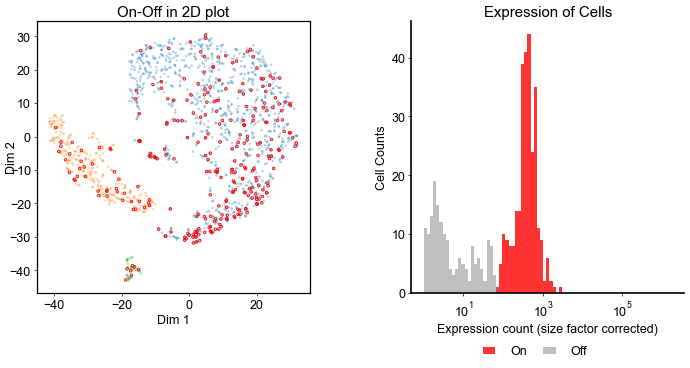 On-Off in 2D plot
Dim 2
30
20
10
0
−10
−20
−30
−40
−40
−20
0
20
Dim 1
Expression of Cells
Cell Counts
40
30
20
10
0
10^1
10^3
10^5
Expression count (size factor corrected)
On
Off